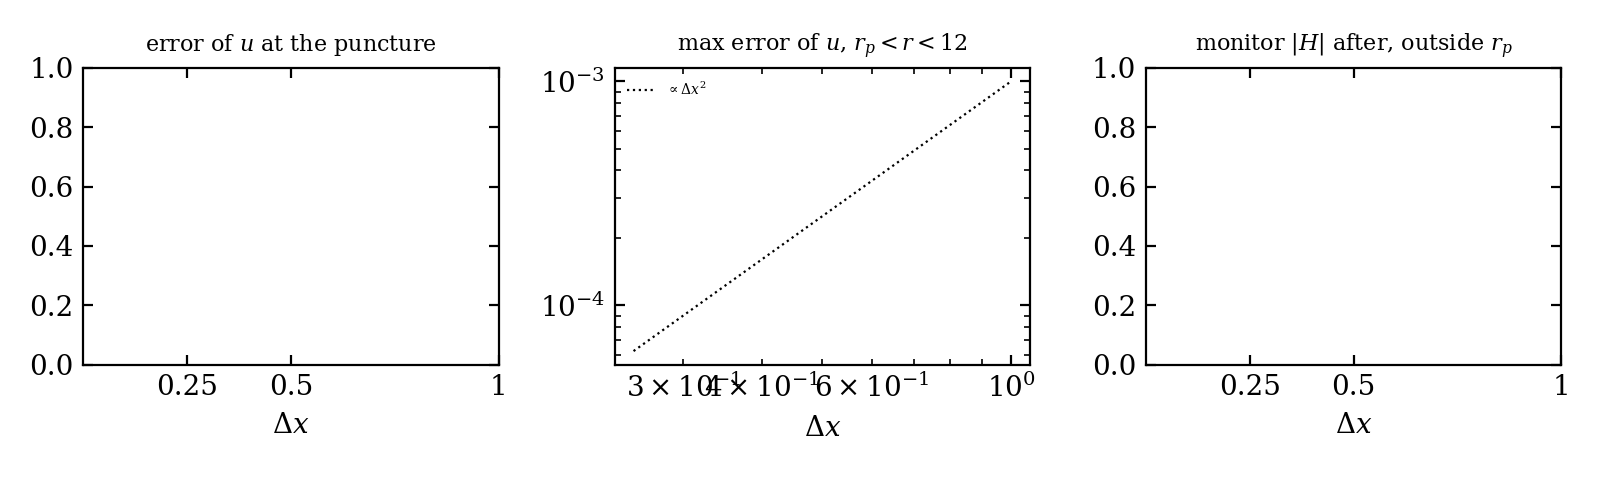 error of u at the puncture
1.0
0.8
0.6
0.4
0.2
0.0
0.25 0.5 1
Δx
max error of u, r_p < r < 12
∝ Δx²
10⁻³
10⁻⁴
3 × 10⁻¹ 4 × 10⁻¹ 6 × 10⁻¹ 10⁰
Δx
monitor |H| after, outside r_p
1.0
0.8
0.6
0.4
0.2
0.0
0.25 0.5 1
Δx